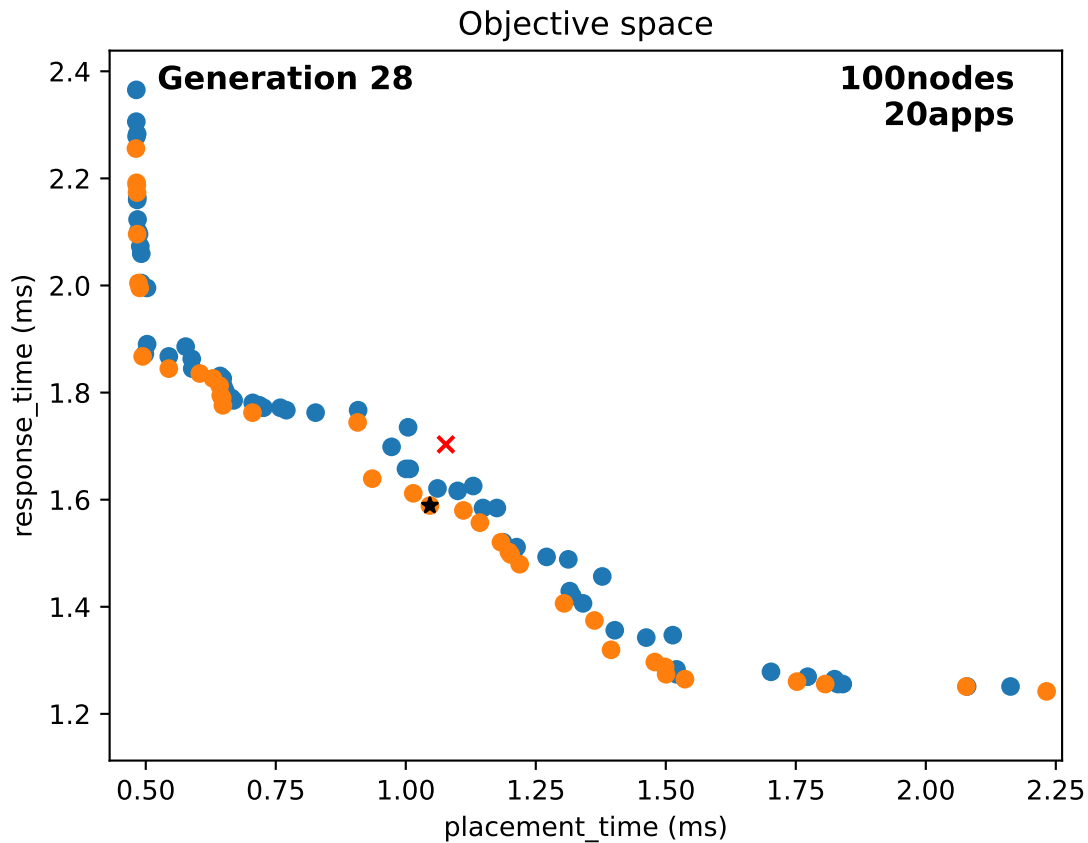 Objective space
Generation 28
100nodes
20apps
response_time (ms)
2.4
2.2
2.0
1.8
1.6
1.4
1.2
0.50 0.75 1.00 1.25 1.50 1.75 2.00 2.25
placement_time (ms)